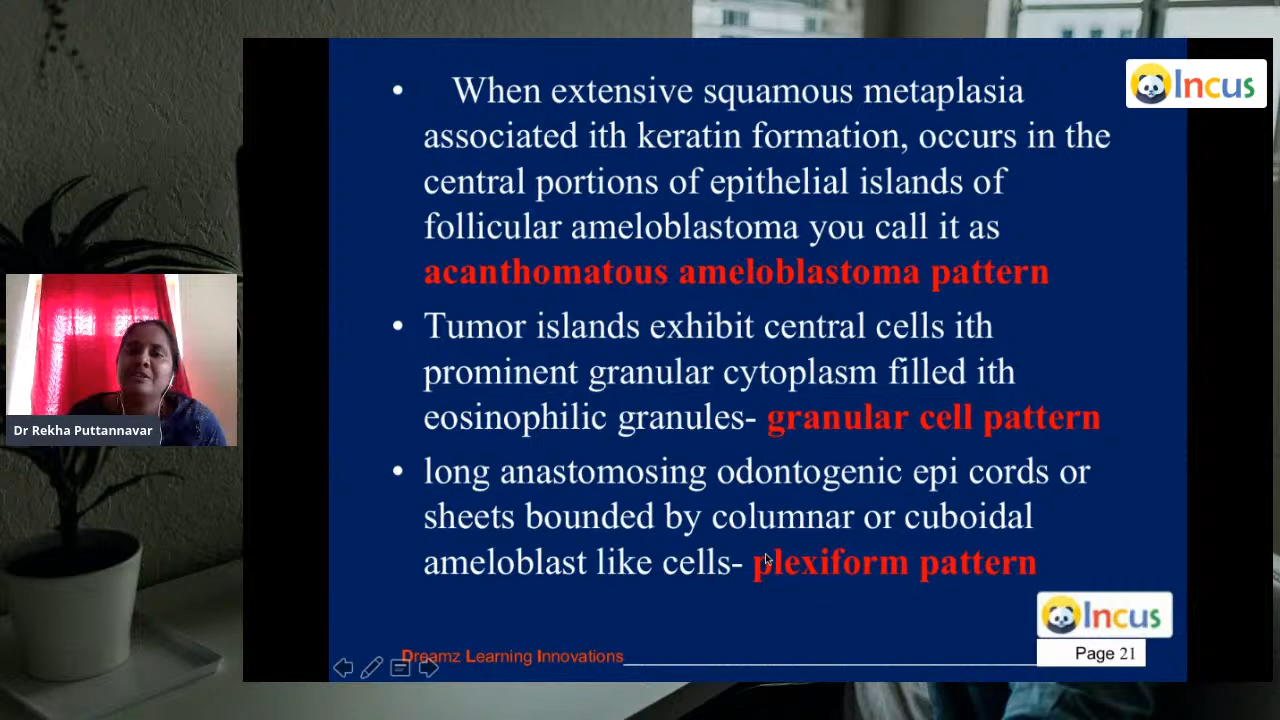 Incus
• When extensive squamous metaplasia
associated ith keratin formation, occurs in the
central portions of epithelial islands of
follicular ameloblastoma you call it as
acanthomatous ameloblastoma pattern
• Tumor islands exhibit central cells ith
prominent granular cytoplasm filled ith
eosinophilic granules- granular cell pattern
• long anastomosing odontogenic epi cords or
sheets bounded by columnar or cuboidal
ameloblast like cells- plexiform pattern
Dr Rekha Puttannavar
Incus
Dreamz Learning Innovations
Page 21